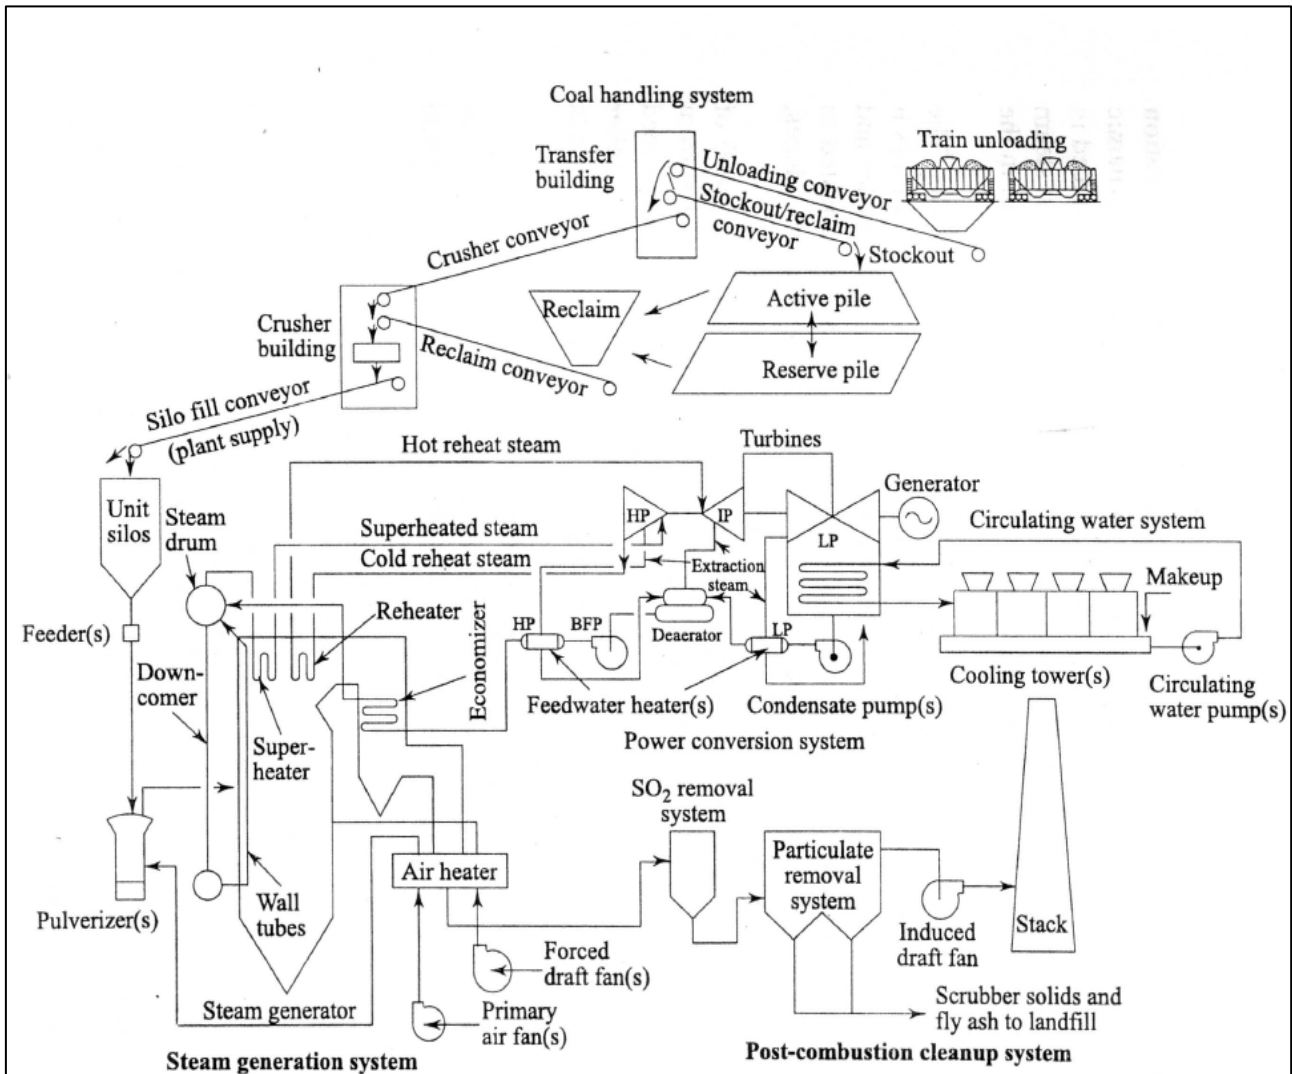 Coal handling system
Train unloading
Transfer
building
Unloading conveyor
Stockout/reclaim
conveyor
Stockout
Crusher conveyor
Active pile
Reclaim
Crusher
building
Reclaim conveyor
Reserve pile
Silo fill conveyor
(plant supply)
Hot reheat steam
Turbines
Unit
silos
Steam
drum
HP
IP
Generator
Superheated steam
LP
Circulating water system
Cold reheat steam
Extraction
steam
Makeup
Reheater
Economizer
Feeder(s)
HP
BFP
Deaerator
LP
Down-
comer
Feedwater heater(s)
Condensate pump(s)
Cooling tower(s)
Circulating
water pump(s)
Super-
heater
Power conversion system
SO2 removal
system
Particulate
removal
system
Air heater
Pulverizer(s)
Wall
tubes
Induced
draft fan
Stack
Forced
draft fan(s)
Steam generator
Primary
air fan(s)
Scrubber solids and
fly ash to landfill
Steam generation system
Post-combustion cleanup system